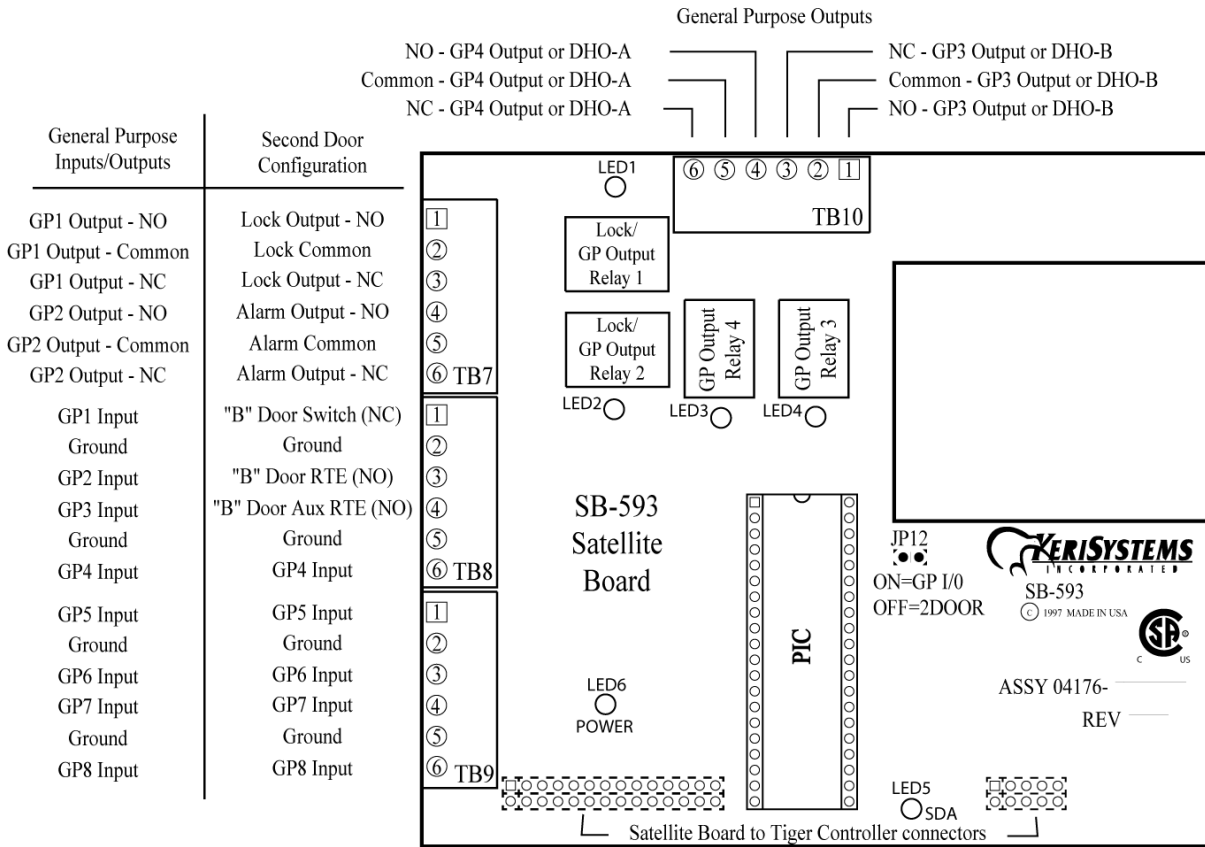 General Purpose Outputs
NO - GP4 Output or DHO-A
Common - GP4 Output or DHO-A
NC - GP4 Output or DHO-A
NC - GP3 Output or DHO-B
Common - GP3 Output or DHO-B
NO - GP3 Output or DHO-B
General Purpose
Inputs/Outputs
Second Door
Configuration
GP1 Output - NO
Lock Output - NO
1
GP1 Output - Common
Lock Common
2
GP1 Output - NC
Lock Output - NC
3
GP2 Output - NO
Alarm Output - NO
4
GP2 Output - Common
Alarm Common
5
GP2 Output - NC
Alarm Output - NC
6 TB7
GP1 Input
"B" Door Switch (NC)
1
Ground
Ground
2
GP2 Input
"B" Door RTE (NO)
3
GP3 Input
"B" Door Aux RTE (NO)
4
Ground
Ground
5
GP4 Input
GP4 Input
6 TB8
GP5 Input
GP5 Input
1
Ground
Ground
2
GP6 Input
GP6 Input
3
GP7 Input
GP7 Input
4
Ground
Ground
5
GP8 Input
GP8 Input
6 TB9
LED1
6 5 4 3 2 1
TB10
Lock/
GP Output
Relay 1
Lock/
GP Output
Relay 2
GP Output
Relay 4
GP Output
Relay 3
LED2
LED3
LED4
SB-593
Satellite
Board
PIC
JP12
ON=GP I/0
OFF=2DOOR
KERISYSTEMS
INCORPORATED
SB-593
C 1997 MADE IN USA
SA
C US
ASSY 04176-
REV
LED6
POWER
LED5
SDA
Satellite Board to Tiger Controller connectors